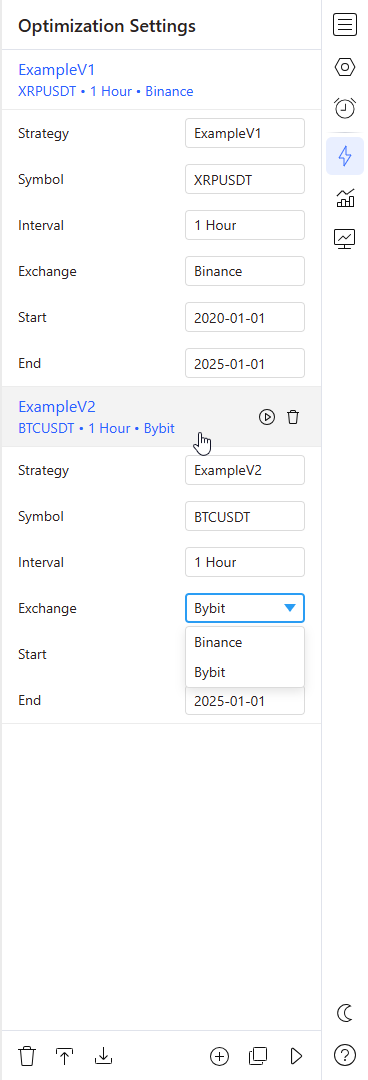 Optimization Settings
ExampleV1
XRPUSDT • 1 Hour • Binance
Strategy ExampleV1
Symbol XRPUSDT
Interval 1 Hour
Exchange Binance
Start 2020-01-01
End 2025-01-01
ExampleV2
BTCUSDT • 1 Hour • Bybit
Strategy ExampleV2
Symbol BTCUSDT
Interval 1 Hour
Exchange Bybit
Binance
Start
Bybit
End 2025-01-01